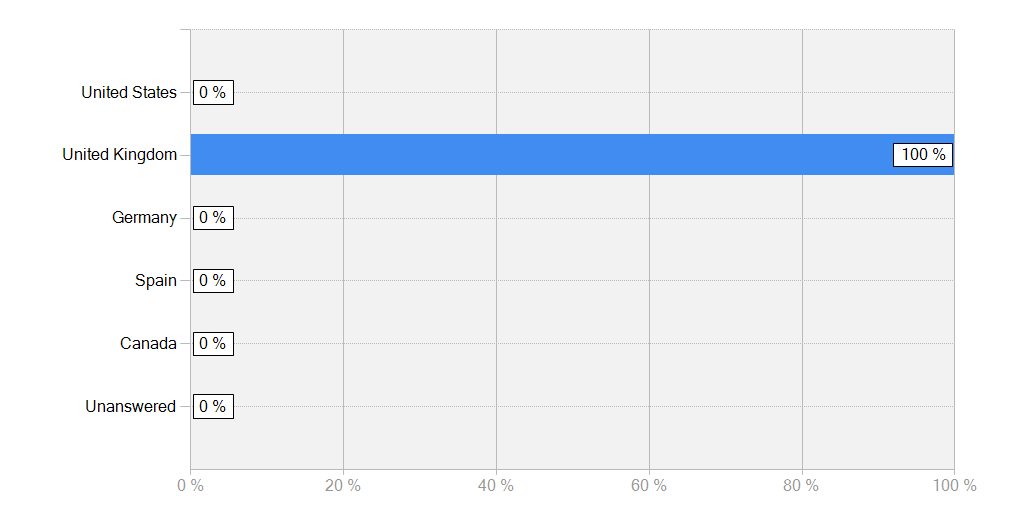 United States 0 %
United Kingdom 100 %
Germany 0 %
Spain 0 %
Canada 0 %
Unanswered 0 %
0 % 20 % 40 % 60 % 80 % 100 %